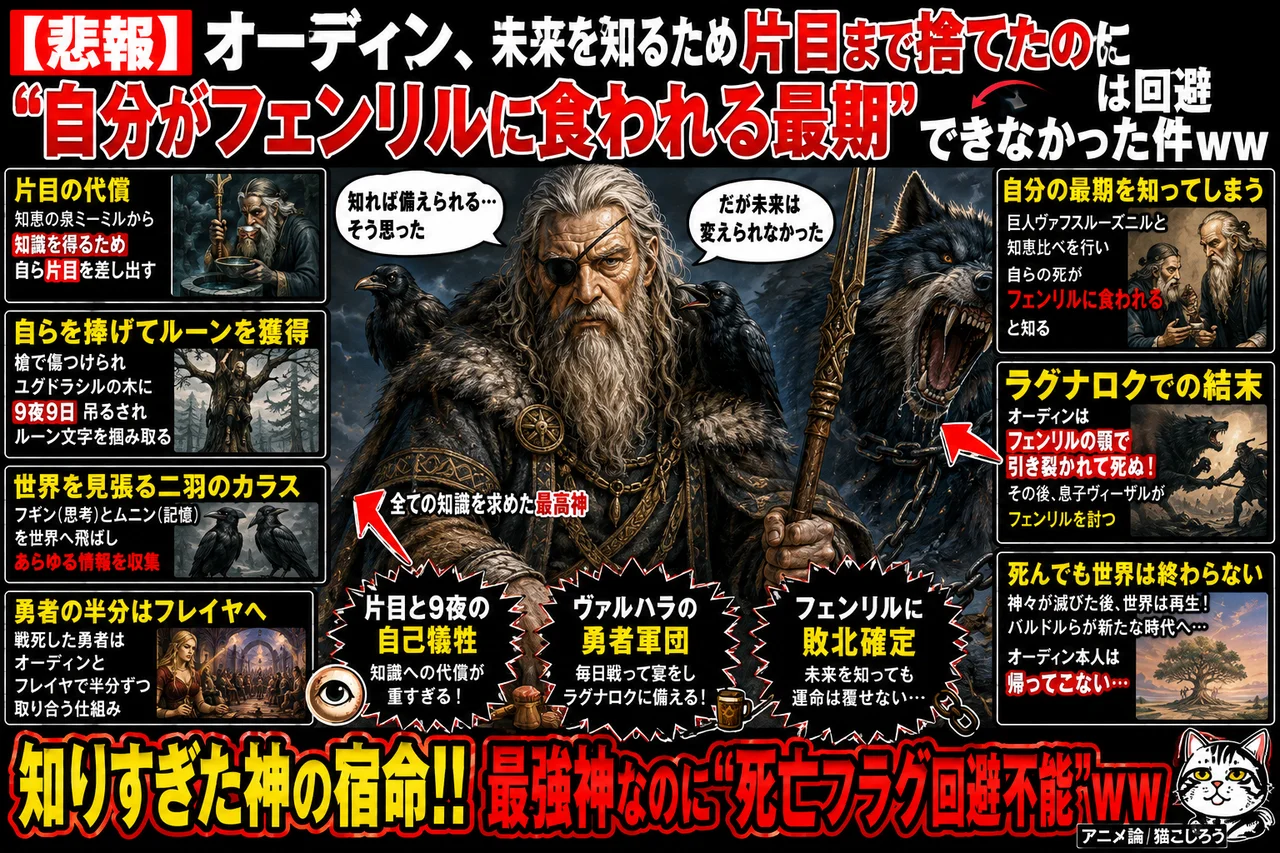 【悲報】オーディン、未来を知るため片目まで捨てたのに
“自分がフェンリルに食われる最期”
は回避
できなかった件ww
片目の代償
知恵の泉ミーミルから
知識を得るため
自ら片目を差し出す
自らを捧げてルーンを獲得
槍で傷つけられ
ユグドラシルの木に
9夜9日 吊るされ
ルーン文字を掴み取る
世界を見張る二羽のカラス
フギン(思考)とムニン(記憶)
を世界へ飛ばし
あらゆる情報を収集
勇者の半分はフレイヤへ
戦死した勇者は
オーディンと
フレイヤで半分ずつ
取り合う仕組み
知れば備えられる…
そう思った
だが未来は
変えられなかった
全ての知識を求めた最高神
片目と9夜の
自己犠牲
知識への代償が
重すぎる！
ヴァルハラの
勇者軍団
毎日戦って宴をし
ラグナロクに備える！
フェンリルに
敗北確定
未来を知っても
運命は覆せない…
自分の最期を知ってしまう
巨人ヴァフスルーズニルと
知恵比べを行い
自らの死が
フェンリルに食われる
と知る
ラグナロクでの結末
オーディンは
フェンリルの顎で
引き裂かれて死ぬ！
その後、息子ヴィーザルが
フェンリルを討つ
死んでも世界は終わらない
神々が滅びた後、世界は再生！
バルドルらが新たな時代へ…
オーディン本人は
帰ってこない…
知りすぎた神の宿命!! 最強神なのに“死亡フラグ回避不能”ww
アニメ論/猫こじろう